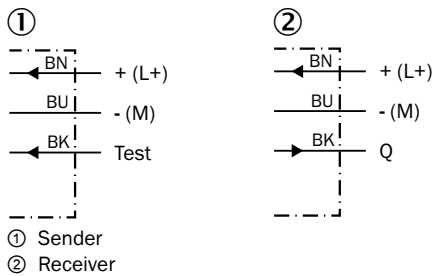 ① ②
BN + (L+) BN + (L+)
BU - (M) BU - (M)
BK Test BK Q
① Sender
② Receiver